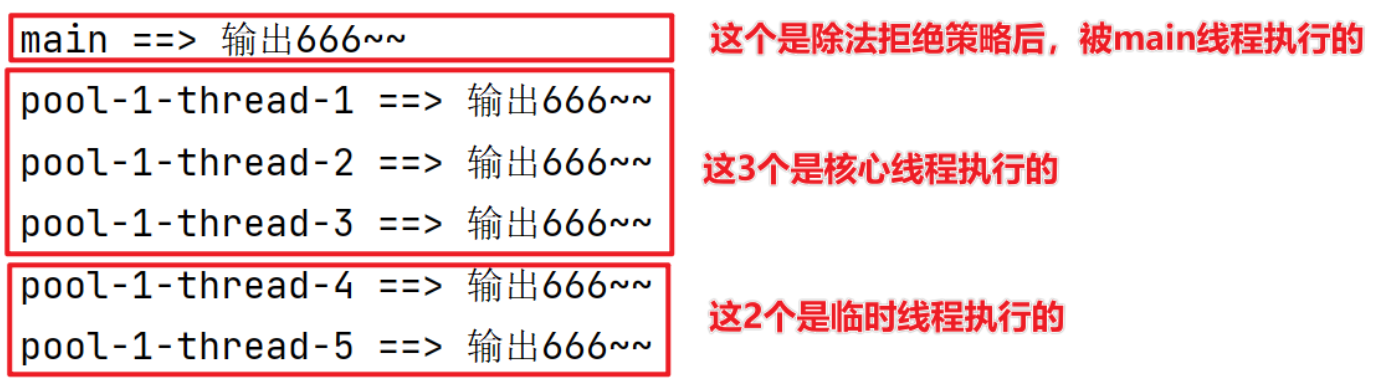 main ==> 输出666~~
这个是除法拒绝策略后，被main线程执行的
pool-1-thread-1 ==> 输出666~~
pool-1-thread-2 ==> 输出666~~
这3个是核心线程执行的
pool-1-thread-3 ==> 输出666~~
pool-1-thread-4 ==> 输出666~~
这2个是临时线程执行的
pool-1-thread-5 ==> 输出666~~